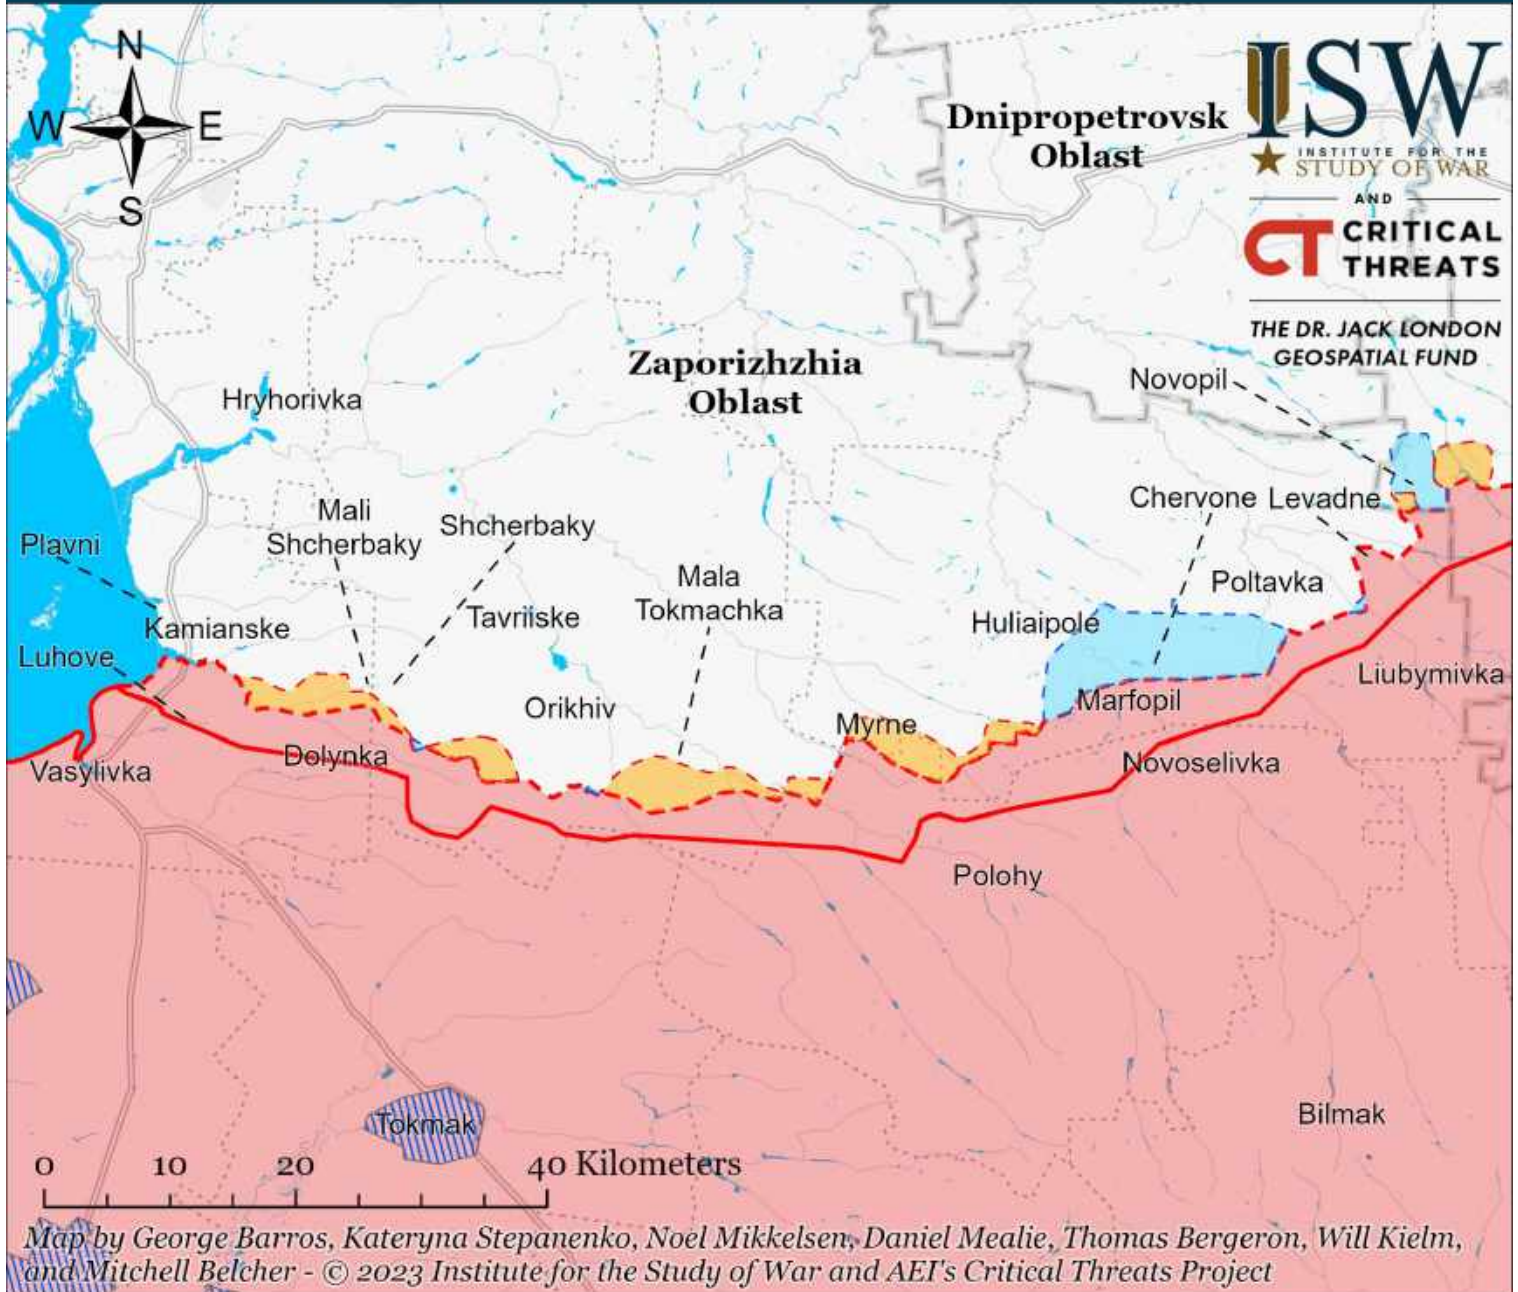 N
W
E
S
Dnipropetrovsk
Oblast
ISW
INSTITUTE FOR THE
STUDY OF WAR
AND
CT CRITICAL
THREATS
THE DR. JACK LONDON
GEOSPATIAL FUND
Zaporizhzhia
Oblast
Novopil
Hryhorivka
Mali
Shcherbaky
Shcherbaky
Chervone
Levadne
Plavni
Mala
Tokmachka
Poltavka
Kamianske
Tavriiske
Huliaipole
Luhove
Liubymivka
Orikhiv
Marfopil
Myrne
Vasylivka
Dolynka
Novoselivka
Polohy
Tokmak
Bilmak
0 10 20 40 Kilometers
Map by George Barros, Kateryna Stepanenko, Noel Mikkelsen, Daniel Mealie, Thomas Bergeron, Will Kielm,
and Mitchell Belcher - © 2023 Institute for the Study of War and AEI's Critical Threats Project